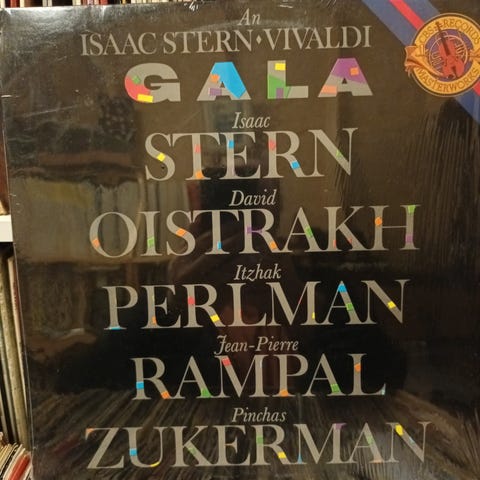 An
ISAAC STERN·VIVALDI
GALA
Isaac
STERN
David
OISTRAKH
Itzhak
PERLMAN
Jean-Pierre
RAMPAL
Pinchas
ZUKERMAN
CBS RECORDS
MASTERWORKS